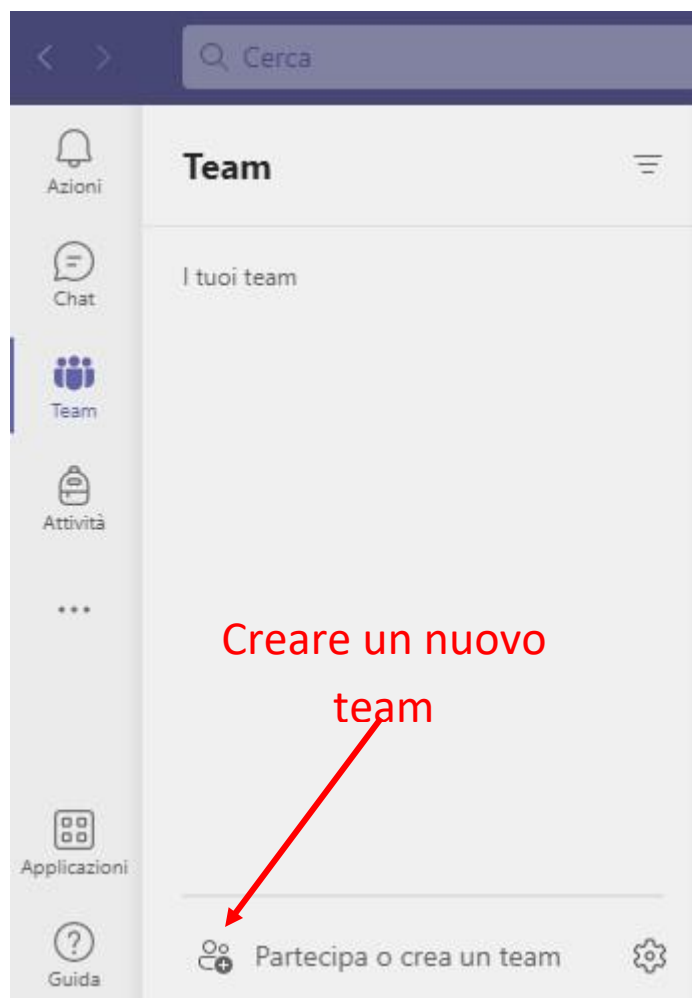 Cerca
Azioni
Team
Chat
I tuoi team
Team
Attività
Creare un nuovo
team
Applicazioni
Partecipa o crea un team
Guida